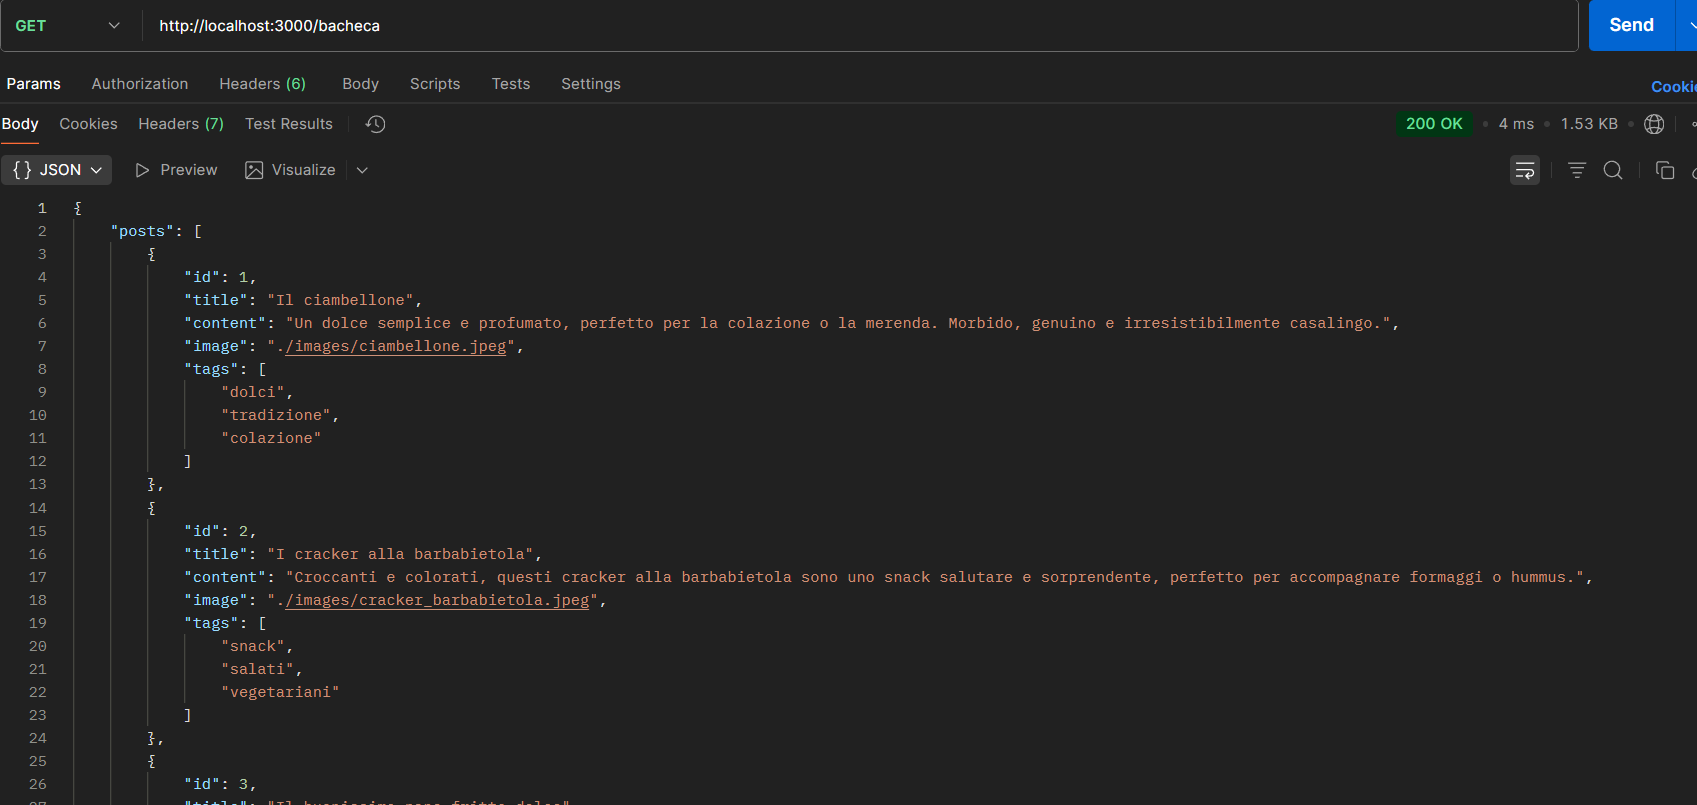 GET http://localhost:3000/bacheca Send
Params Authorization Headers (6) Body Scripts Tests Settings
Body Cookies Headers (7) Test Results 200 OK • 4 ms • 1.53 KB •
{} JSON Preview Visualize
1 {
2 "posts": [
3 {
4 "id": 1,
5 "title": "Il ciambellone",
6 "content": "Un dolce semplice e profumato, perfetto per la colazione o la merenda. Morbido, genuino e irresistibilmente casalingo.",
7 "image": "./images/ciambellone.jpeg",
8 "tags": [
9 "dolci",
10 "tradizione",
11 "colazione"
12 ]
13 },
14 {
15 "id": 2,
16 "title": "I cracker alla barbabietola",
17 "content": "Croccanti e colorati, questi cracker alla barbabietola sono uno snack salutare e sorprendente, perfetto per accompagnare formaggi o hummus.",
18 "image": "./images/cracker_barbabietola.jpeg",
19 "tags": [
20 "snack",
21 "salati",
22 "vegetariani"
23 ]
24 },
25 {
26 "id": 3,